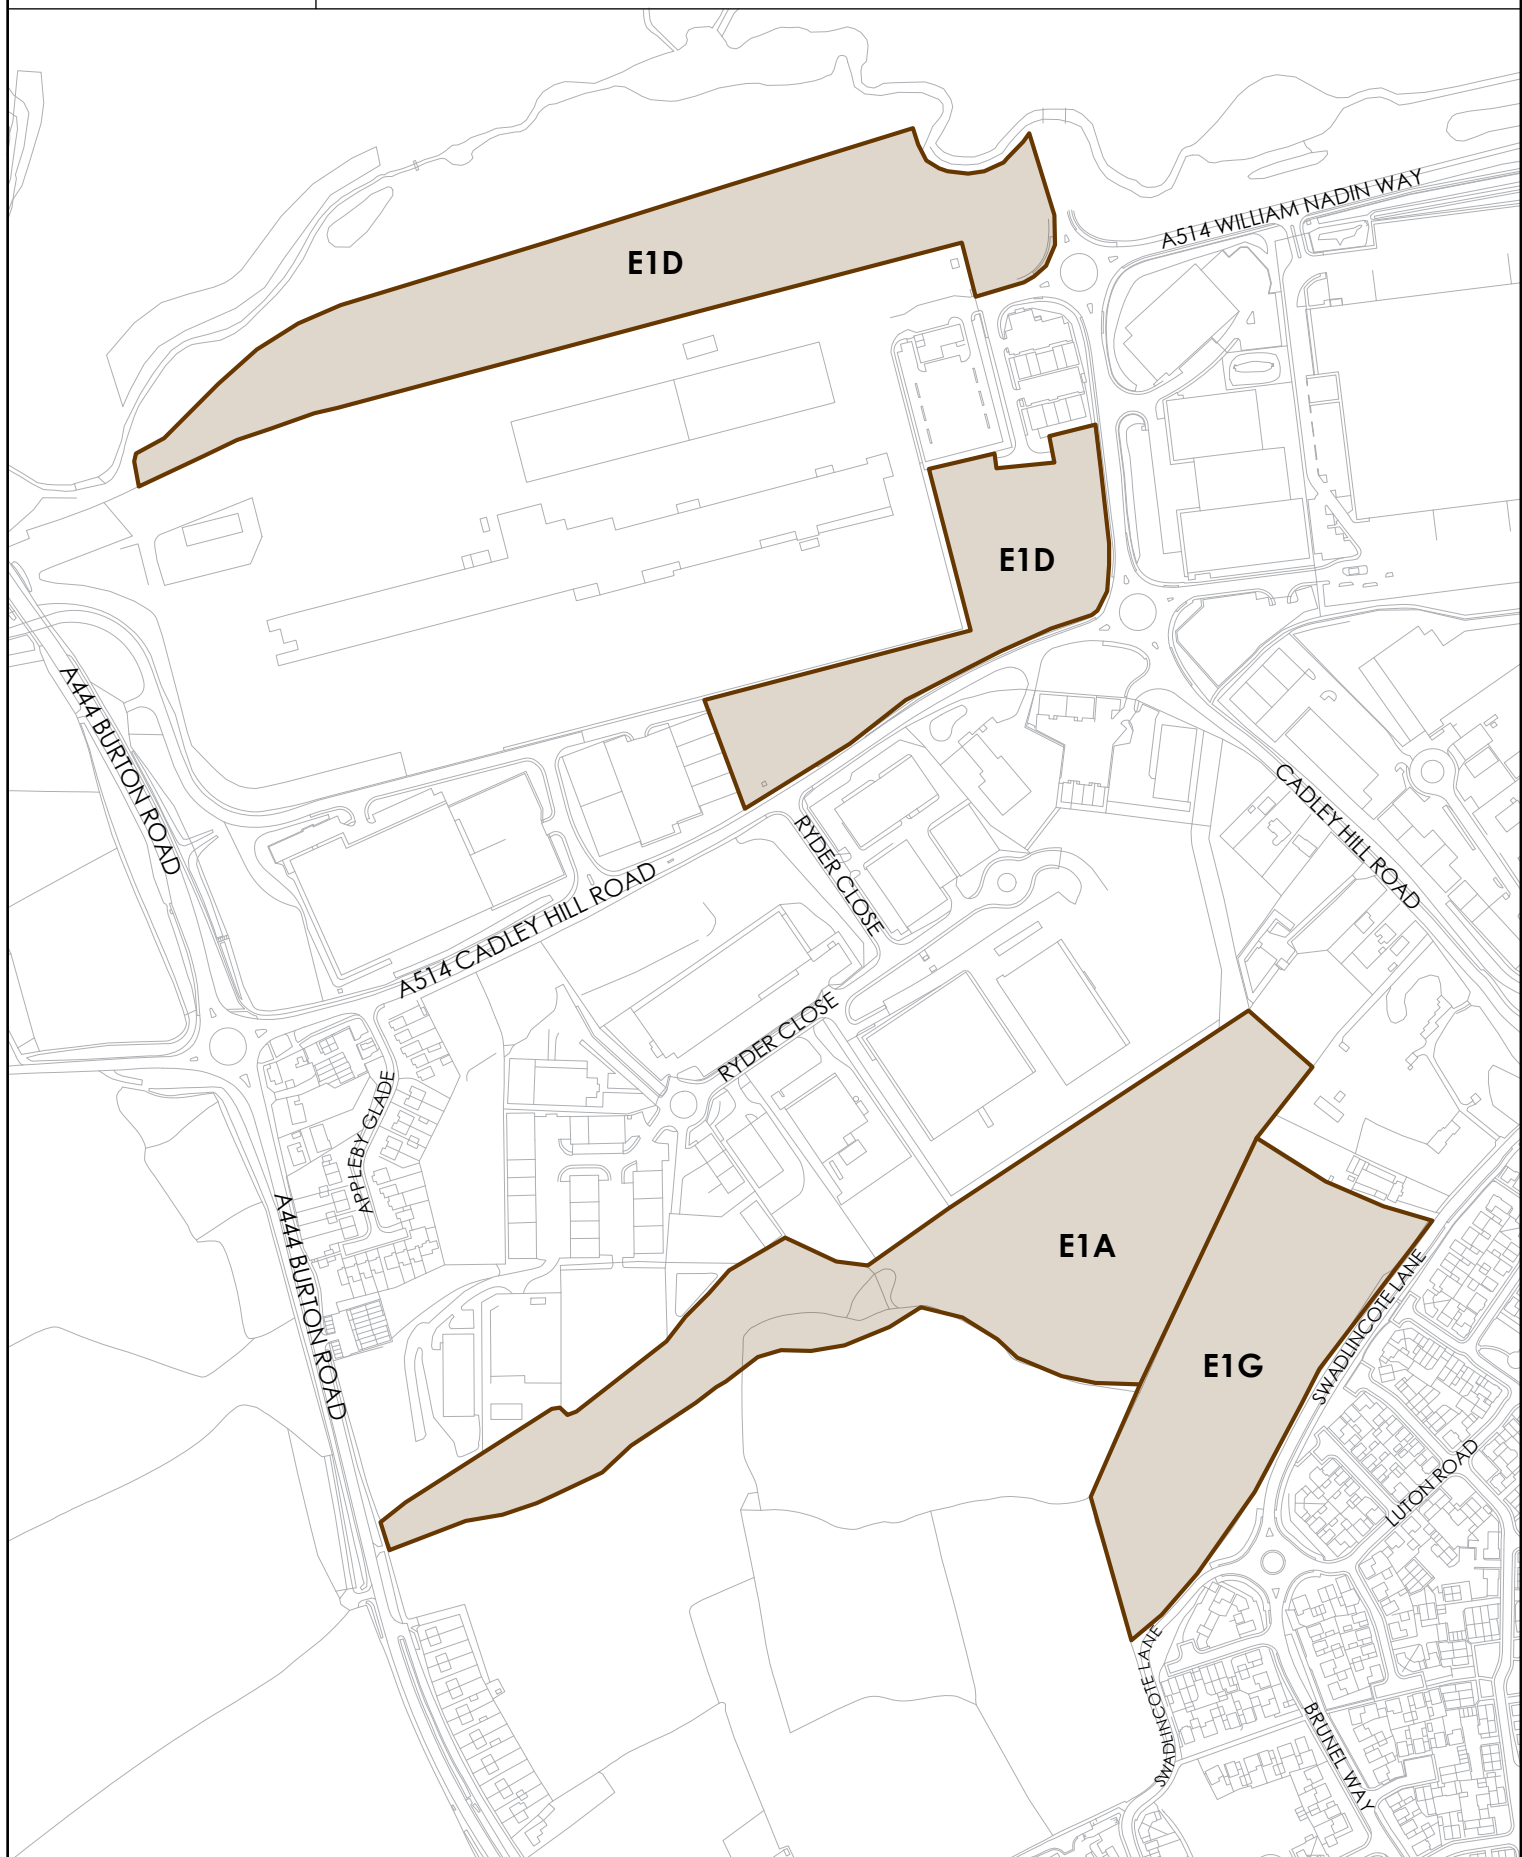 A514 WILLIAM NADIN WAY
E1D
E1D
A444 BURTON ROAD
CADLEY HILL ROAD
RYDER CLOSE
A514 CADLEY HILL ROAD
RYDER CLOSE
APPLEBY GLADE
A444 BURTON ROAD
E1A
E1G
SWADLINCOTE LANE
LUTON ROAD
SWADLINCOTE LANE
BRUNEL WAY